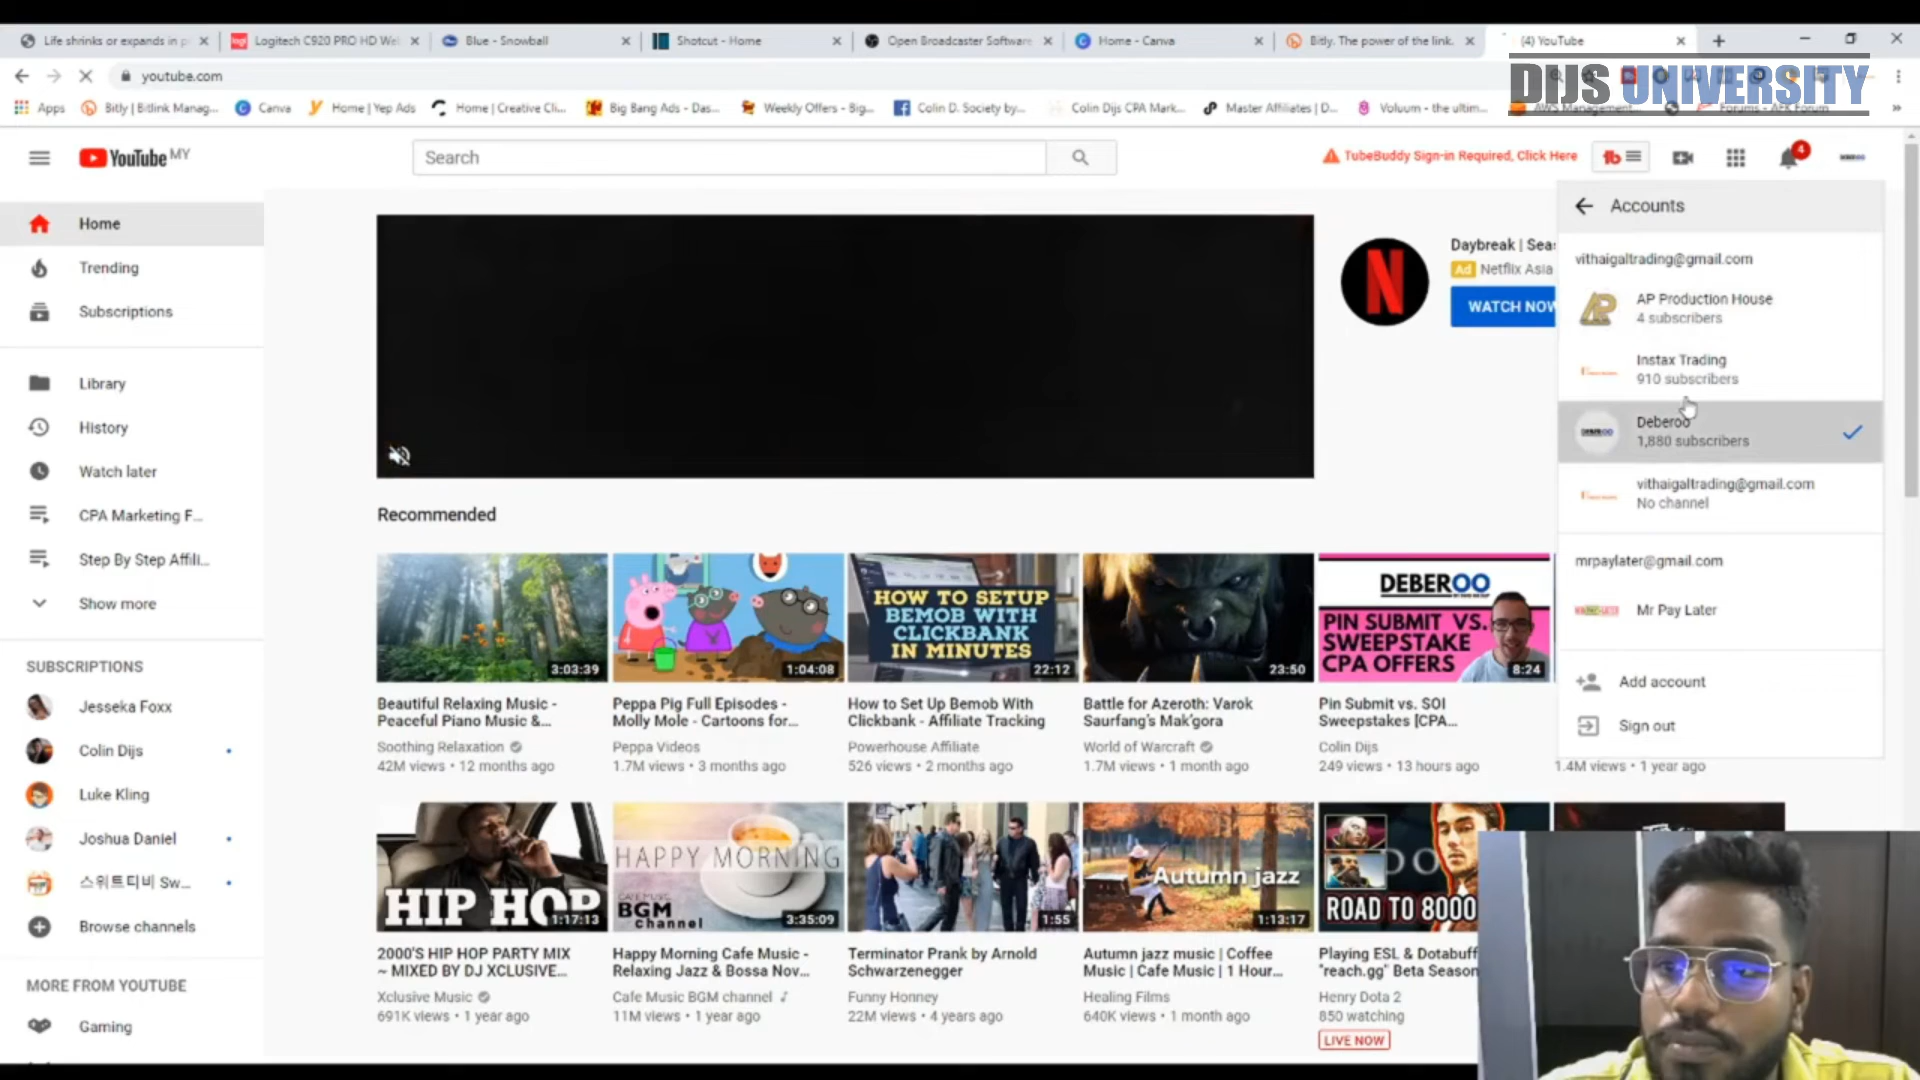 Life shrinks or expands in p
Logitech C920 PRO HD Wel
Blue - Snowball
Shotcut - Home
Open Broadcaster Software
Home - Canva
Bitly. The power of the link.
(4) YouTube
youtube.com
DIJS UNIVERSITY
Apps
Bitly | Bitlink Manag...
Canva
Home | Yep Ads
Home | Creative Cli...
Big Bang Ads - Das...
Weekly Offers - Big...
Colin D. Society by...
Colin Dijs CPA Mark...
Master Affiliates | D...
Voluum - the ultim...
AWS Management...
Forums - AFK Forum
YouTube MY
Search
TubeBuddy Sign-in Required, Click Here
4
Home
Trending
Subscriptions
Library
History
Watch later
CPA Marketing F...
Step By Step Affili...
Show more
SUBSCRIPTIONS
Jesseka Foxx
Colin Dijs
Luke Kling
Joshua Daniel
스위트티비 Sw...
Browse channels
MORE FROM YOUTUBE
Gaming
N
Daybreak | Sea
Ad Netflix Asia
WATCH NOW
Accounts
vithaigaltrading@gmail.com
AP Production House
4 subscribers
Instax Trading
910 subscribers
Deberoo
1,880 subscribers
vithaigaltrading@gmail.com
No channel
mrpaylater@gmail.com
Mr Pay Later
Add account
Sign out
Recommended
3:03:39
Beautiful Relaxing Music -
Peaceful Piano Music &...
Soothing Relaxation
42M views • 12 months ago
1:04:08
Peppa Pig Full Episodes -
Molly Mole - Cartoons for...
Peppa Videos
1.7M views • 3 months ago
HOW TO SETUP
BEMOB WITH
CLICKBANK
IN MINUTES
22:12
How to Set Up Bemob With
Clickbank - Affiliate Tracking
Powerhouse Affiliate
526 views • 2 months ago
23:50
Battle for Azeroth: Varok
Saurfang's Mak'gora
World of Warcraft
1.7M views • 1 month ago
DEBEROO
PIN SUBMIT VS.
SWEEPSTAKE
CPA OFFERS
8:24
Pin Submit vs. SOI
Sweepstakes [CPA...
Colin Dijs
249 views • 13 hours ago
1.4M views • 1 year ago
HIP HOP
1:17:13
2000'S HIP HOP PARTY MIX
~ MIXED BY DJ XCLUSIVE...
Xclusive Music
691K views • 1 year ago
HAPPY MORNING
CAFE MUSIC
BGM
channel
3:35:09
Happy Morning Cafe Music -
Relaxing Jazz & Bossa Nov...
Cafe Music BGM channel
11M views • 1 year ago
1:55
Terminator Prank by Arnold
Schwarzenegger
Funny Honney
22M views • 4 years ago
Autumn jazz
1:13:17
Autumn jazz music | Coffee
Music | Cafe Music | 1 Hour...
Healing Films
640K views • 1 month ago
ROAD TO 8000
Playing ESL & Dotabuff
"reach.gg" Beta Season
Henry Dota 2
850 watching
LIVE NOW